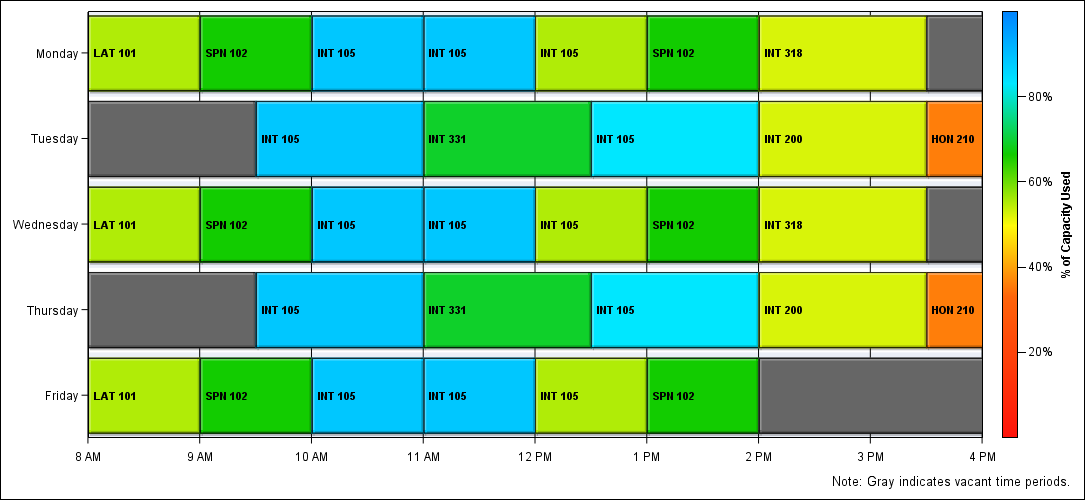 Monday
LAT 101 SPN 102 INT 105 INT 105 INT 105 SPN 102 INT 318
Tuesday
INT 105 INT 331 INT 105 INT 200 HON 210
Wednesday
LAT 101 SPN 102 INT 105 INT 105 INT 105 SPN 102 INT 318
Thursday
INT 105 INT 331 INT 105 INT 200 HON 210
Friday
LAT 101 SPN 102 INT 105 INT 105 INT 105 SPN 102
8 AM 9 AM 10 AM 11 AM 12 PM 1 PM 2 PM 3 PM 4 PM
80%
60%
40%
20%
% of Capacity Used
Note: Gray indicates vacant time periods.